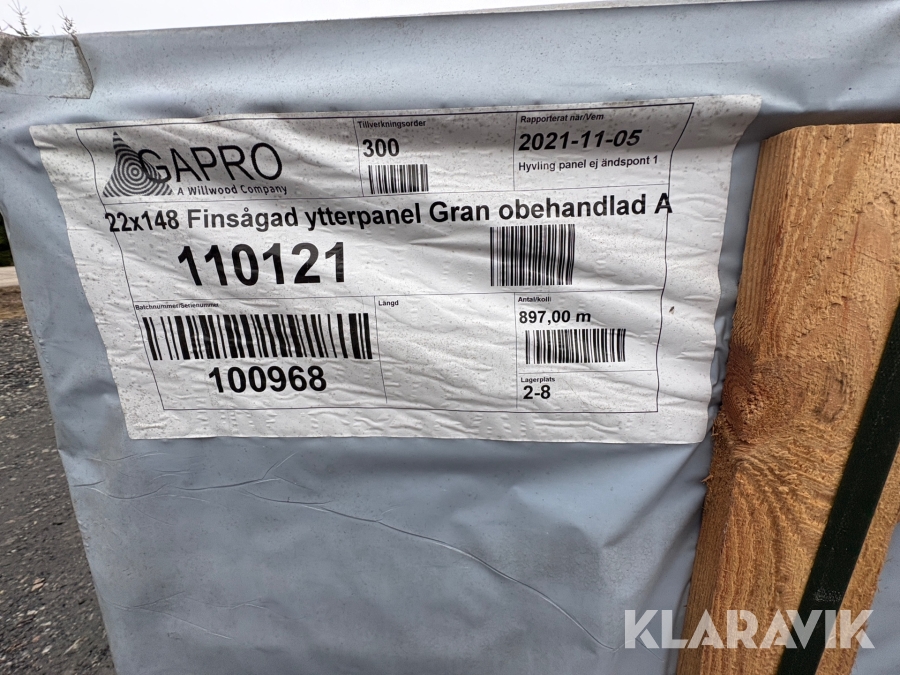 GAPRO
A Willwood Company
Tillverkningsorder
300
Rapporterat när/Vem
2021-11-05
Hyvling panel ej ändspont 1
22x148 Finsågad ytterpanel Gran obehandlad A
110121
Batchnummer/Serienummer
100968
Längd
Antal/kolli
897,00 m
Lagerplats
2-8
KLARAVIK